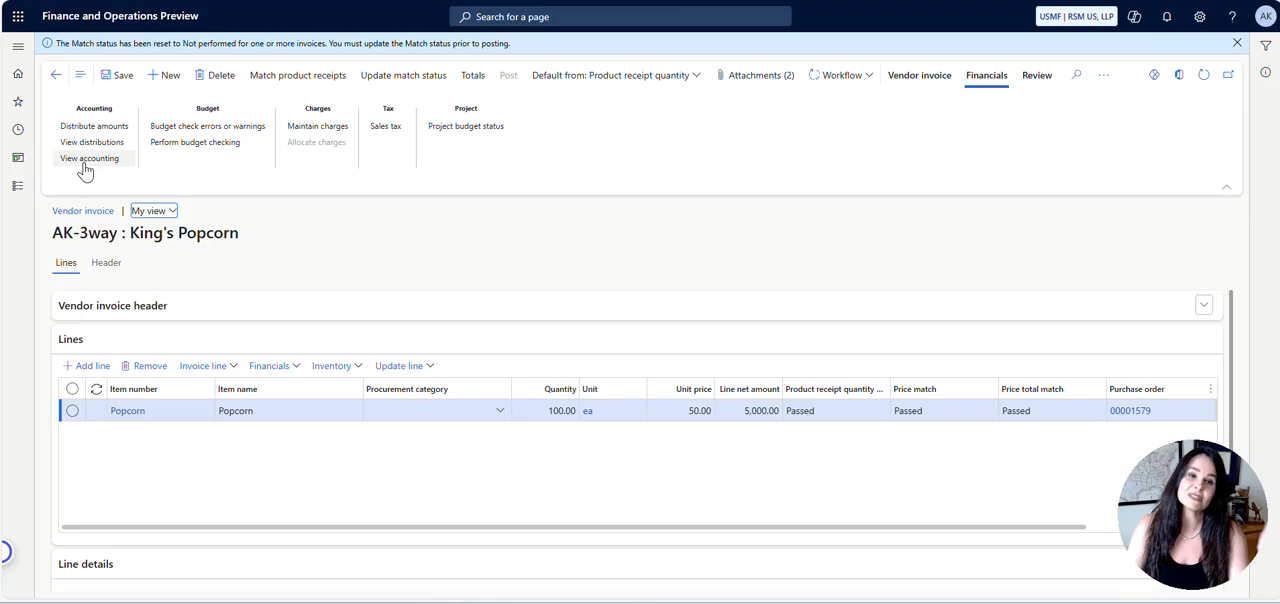 Finance and Operations Preview
Search for a page
USMF | RSM US, LLP
AK
The Match status has been reset to Not performed for one or more invoices. You must update the Match status prior to posting.
Save
New
Delete
Match product receipts
Update match status
Totals
Post
Default from: Product receipt quantity
Attachments (2)
Workflow
Vendor invoice
Financials
Review
Accounting
Budget
Charges
Tax
Project
Distribute amounts
Budget check errors or warnings
Maintain charges
Sales tax
Project budget status
View distributions
Perform budget checking
Allocate charges
View accounting
Vendor invoice | My view
AK-3way : King's Popcorn
Lines
Header
Vendor invoice header
Lines
Add line
Remove
Invoice line
Financials
Inventory
Update line
Item number
Item name
Procurement category
Quantity
Unit
Unit price
Line net amount
Product receipt quantity ...
Price match
Price total match
Purchase order
Popcorn
Popcorn
100.00
ea
50.00
5,000.00
Passed
Passed
Passed
00001579
Line details